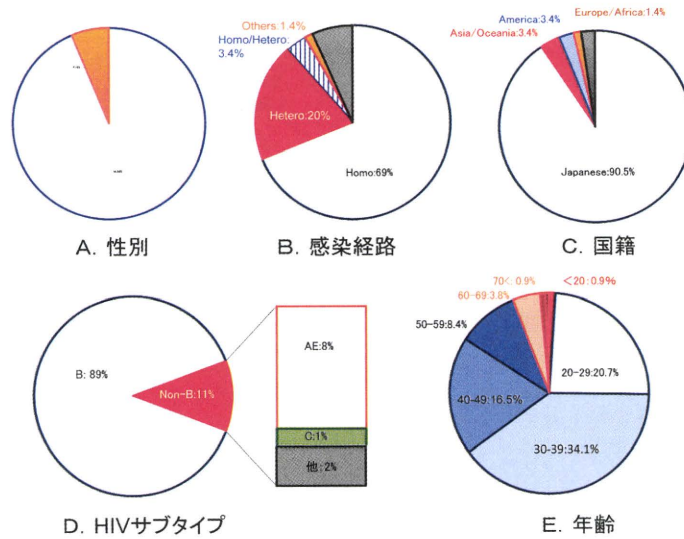 Others: 1.4%
Homo/Hetero:
3.4%
Hetero:20%
Homo:69%
America:3.4%
Europe/Africa:1.4%
Asia/Oceania:3.4%
Japanese:90.5%
A. 性別
B. 感染経路
C. 国籍
B: 89%
Non-B:11%
AE:8%
C:1%
他:2%
70<: 0.9%
<20:0.9%
60-69:3.8%
50-59:8.4%
20-29:20.7%
40-49:16.5%
30-39:34.1%
D. HIVサブタイプ
E. 年齢